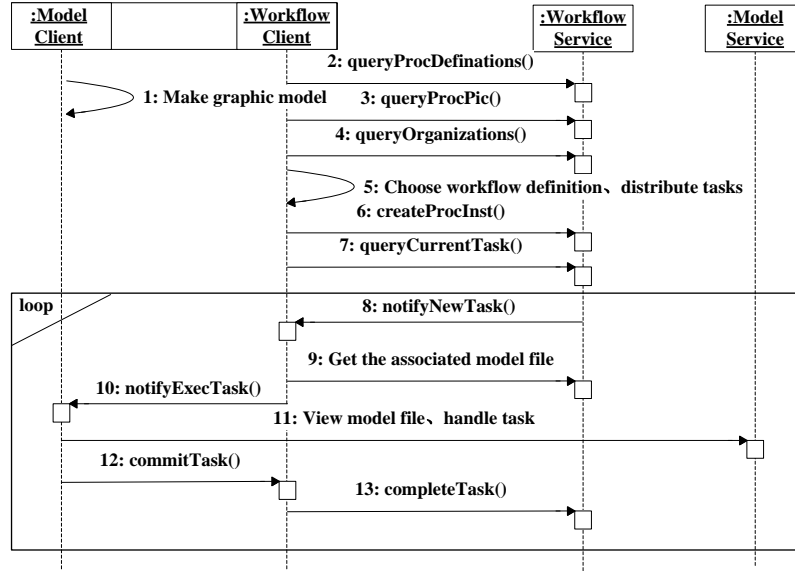 :Model
Client
:Workflow
Client
:Workflow
Service
:Model
Service
2: queryProcDefinations()
1: Make graphic model
3: queryProcPic()
4: queryOrganizations()
5: Choose workflow definition、distribute tasks
6: createProcInst()
7: queryCurrentTask()
loop
8: notifyNewTask()
9: Get the associated model file
10: notifyExecTask()
11: View model file、handle task
12: commitTask()
13: completeTask()